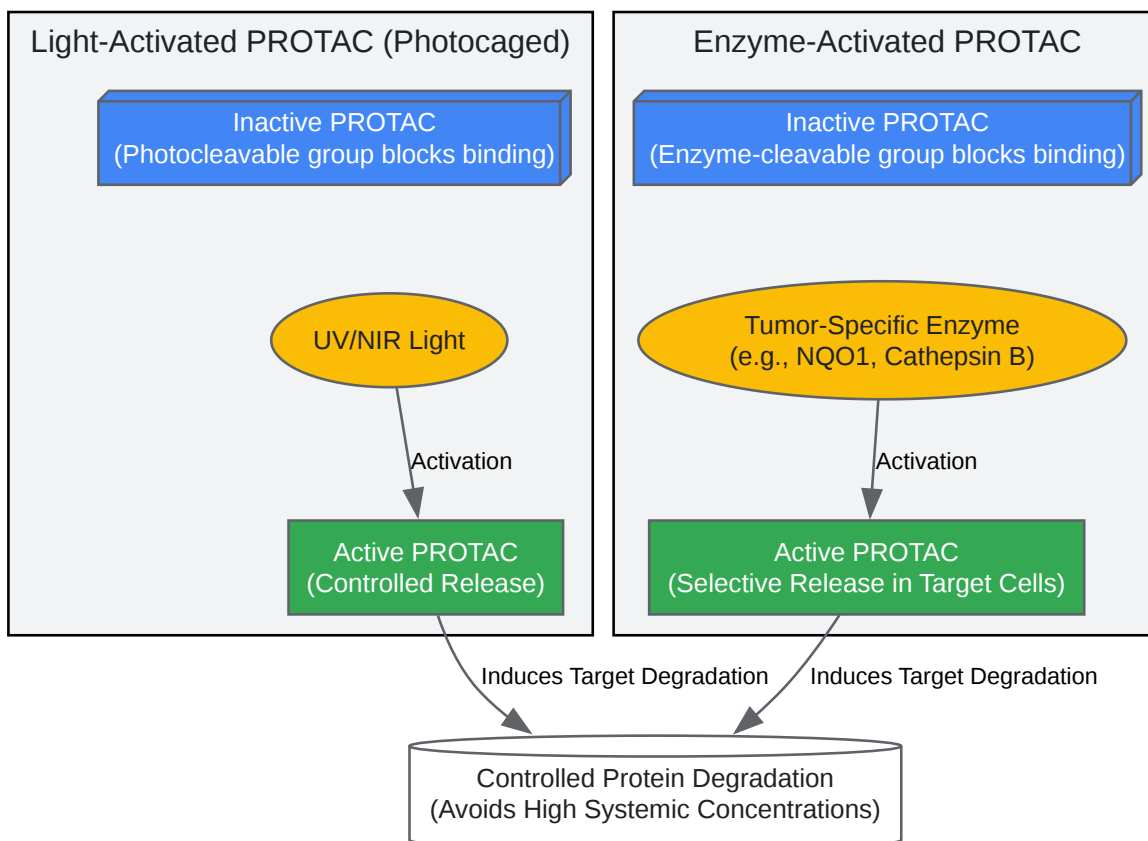 Light-Activated PROTAC (Photocaged)
Inactive PROTAC
(Photocleavable group blocks binding)
UV/NIR Light
Activation
Active PROTAC
(Controlled Release)
Induces Target Degradation
Enzyme-Activated PROTAC
Inactive PROTAC
(Enzyme-cleavable group blocks binding)
Tumor-Specific Enzyme
(e.g., NQO1, Cathepsin B)
Activation
Active PROTAC
(Selective Release in Target Cells)
Induces Target Degradation
Controlled Protein Degradation
(Avoids High Systemic Concentrations)